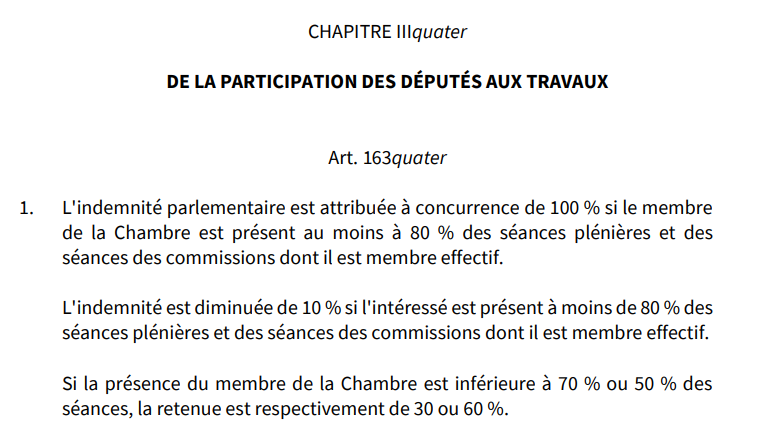 CHAPITRE IIIquater
DE LA PARTICIPATION DES DÉPUTÉS AUX TRAVAUX
Art. 163quater
1. L'indemnité parlementaire est attribuée à concurrence de 100 % si le membre
de la Chambre est présent au moins à 80 % des séances plénières et des
séances des commissions dont il est membre effectif.
L'indemnité est diminuée de 10 % si l'intéressé est présent à moins de 80 % des
séances plénières et des séances des commissions dont il est membre effectif.
Si la présence du membre de la Chambre est inférieure à 70 % ou 50 % des
séances, la retenue est respectivement de 30 ou 60 %.